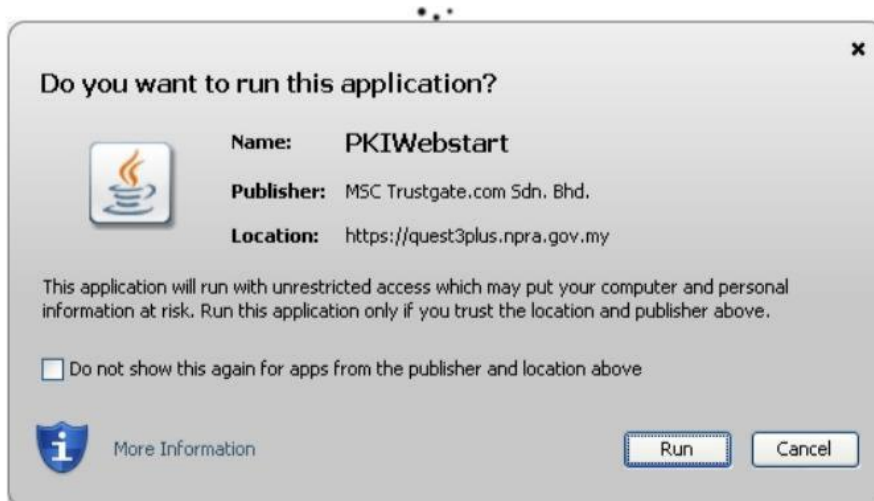 Do you want to run this application?
Name: PKIWebstart
Publisher: MSC Trustgate.com Sdn. Bhd.
Location: https://quest3plus.npra.gov.my
This application will run with unrestricted access which may put your computer and personal
information at risk. Run this application only if you trust the location and publisher above.
Do not show this again for apps from the publisher and location above
More Information
Run
Cancel